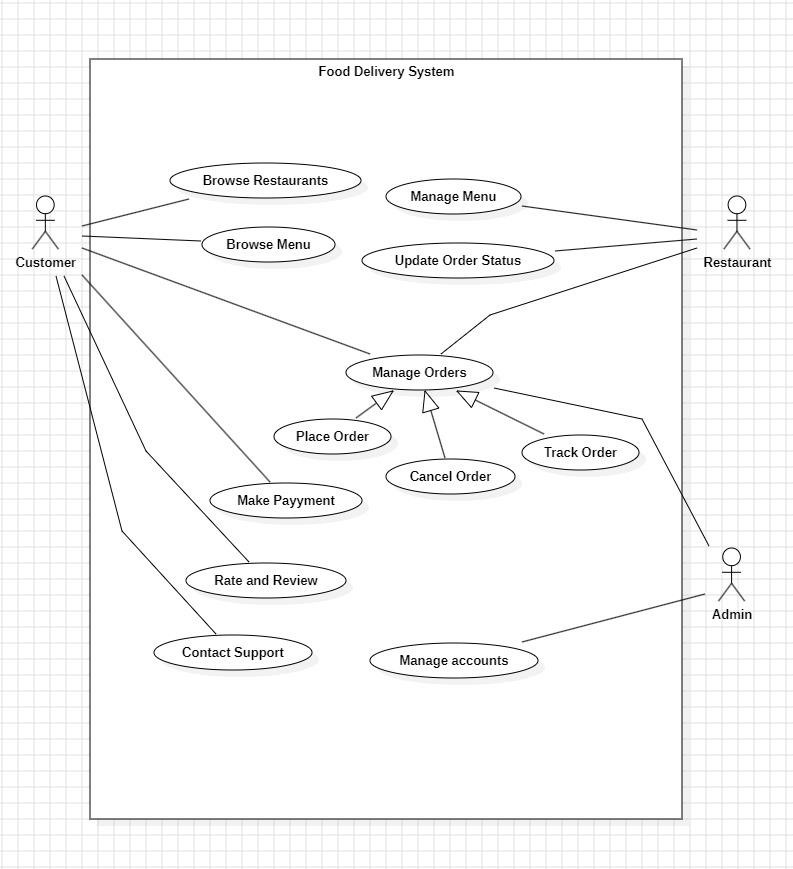 Food Delivery System
Browse Restaurants
Manage Menu
Browse Menu
Update Order Status
Customer
Restaurant
Manage Orders
Place Order
Cancel Order
Track Order
Make Payyment
Rate and Review
Admin
Contact Support
Manage accounts